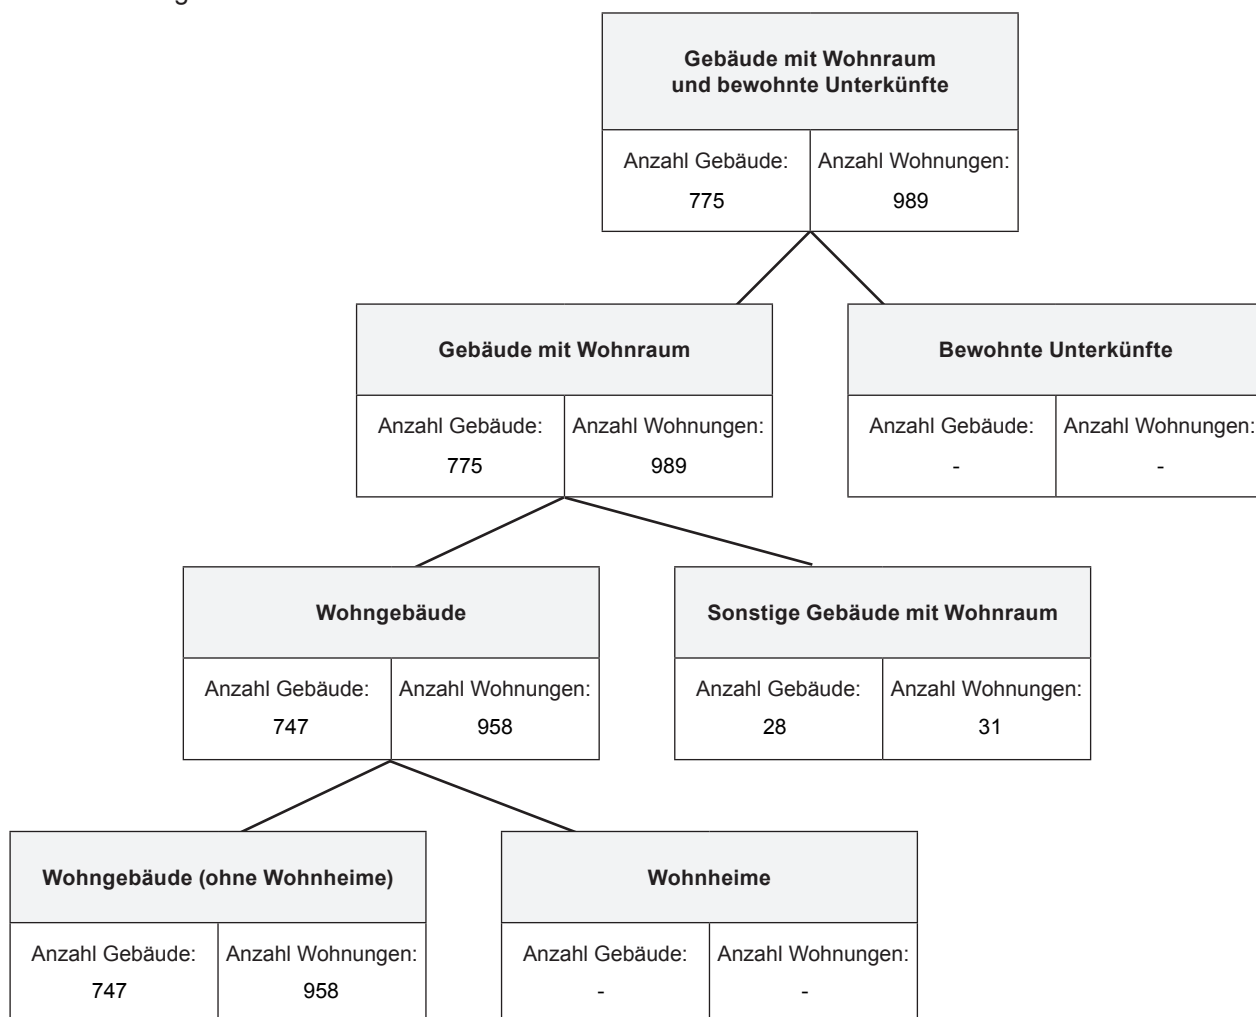 Gebäude mit Wohnraum
und bewohnte Unterkünfte
Anzahl Gebäude: Anzahl Wohnungen:
775 989
Gebäude mit Wohnraum
Bewohnte Unterkünfte
Anzahl Gebäude: Anzahl Wohnungen:
775 989
Anzahl Gebäude: Anzahl Wohnungen:
- -
Wohngebäude
Sonstige Gebäude mit Wohnraum
Anzahl Gebäude: Anzahl Wohnungen:
747 958
Anzahl Gebäude: Anzahl Wohnungen:
28 31
Wohngebäude (ohne Wohnheime)
Wohnheime
Anzahl Gebäude: Anzahl Wohnungen:
747 958
Anzahl Gebäude: Anzahl Wohnungen:
- -